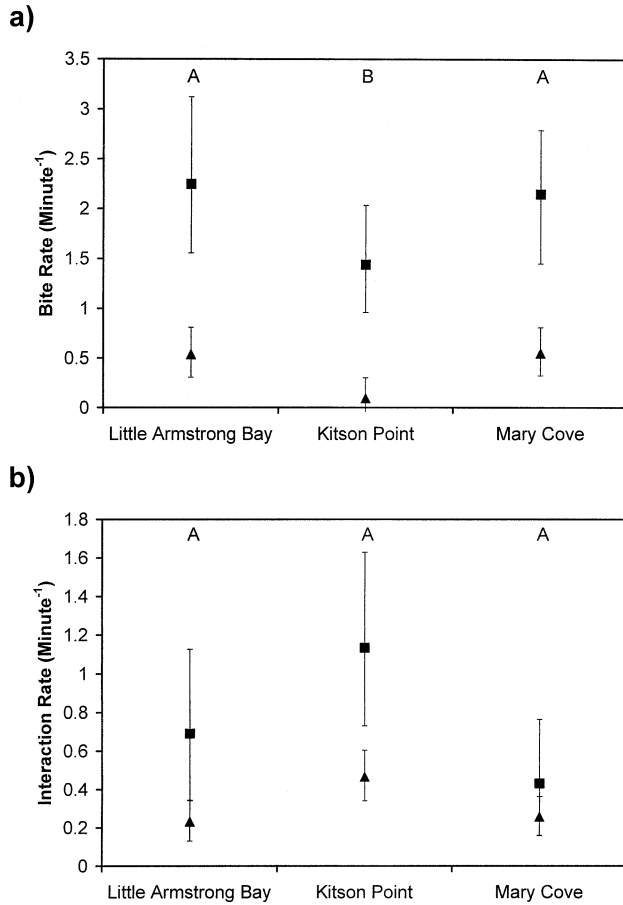 a)
A B A
3.5
3
2.5
2
1.5
1
0.5
0
Bite Rate (Minute⁻¹)
Little Armstrong Bay Kitson Point Mary Cove
b)
A A A
1.8
1.6
1.4
1.2
1
0.8
0.6
0.4
0.2
0
Interaction Rate (Minute⁻¹)
Little Armstrong Bay Kitson Point Mary Cove